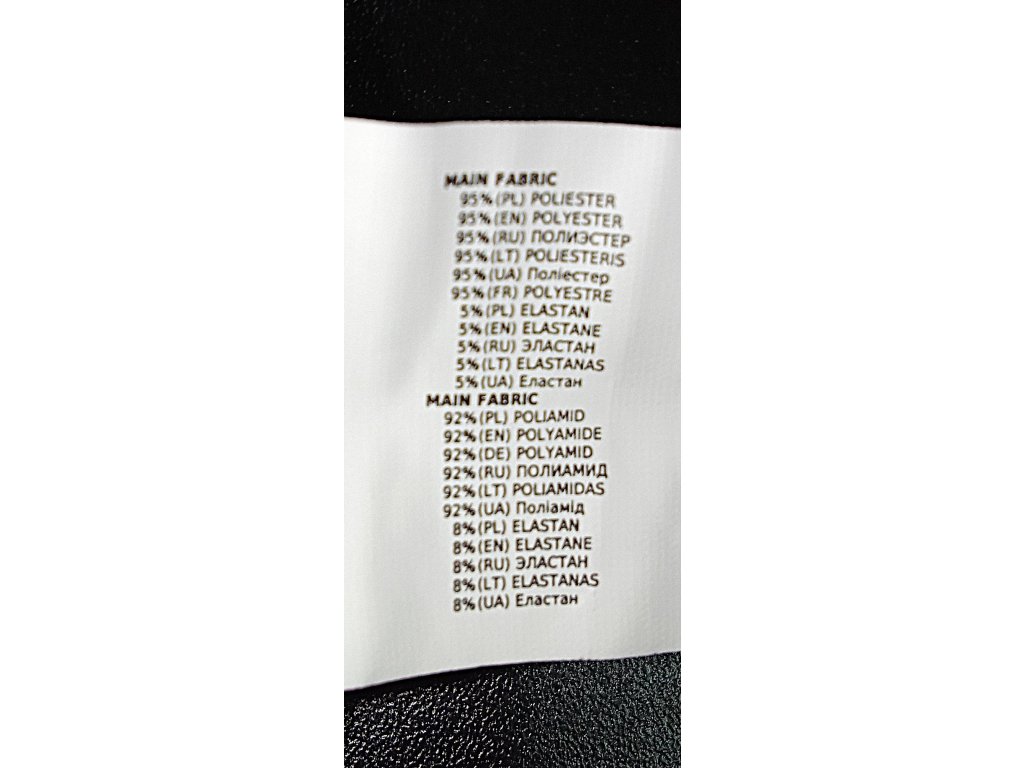 MAIN FABRIC
95%(PL) POLIESTER
95%(EN) POLYESTER
95%(RU) ПОЛИЭСТЕР
95%(LT) POLIESTERIS
95%(UA) Поліестер
95%(FR) POLYESTRE
5%(PL) ELASTAN
5%(EN) ELASTANE
5%(RU) ЭЛАСТАН
5%(LT) ELASTANAS
5%(UA) Еластан
MAIN FABRIC
92%(PL) POLIAMID
92%(EN) POLYAMIDE
92%(DE) POLYAMID
92%(RU) ПОЛИАМИД
92%(LT) POLIAMIDAS
92%(UA) Поліамід
8%(PL) ELASTAN
8%(EN) ELASTANE
8%(RU) ЭЛАСТАН
8%(LT) ELASTANAS
8%(UA) Еластан